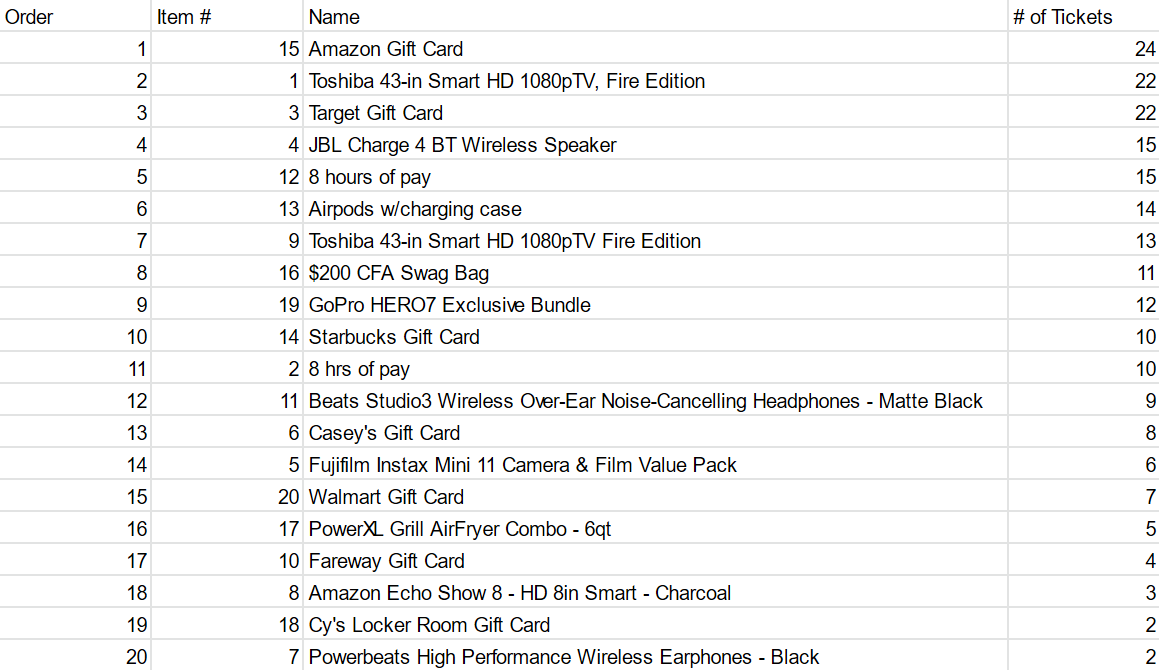 Order Item # Name # of Tickets
1 15 Amazon Gift Card 24
2 1 Toshiba 43-in Smart HD 1080pTV, Fire Edition 22
3 3 Target Gift Card 22
4 4 JBL Charge 4 BT Wireless Speaker 15
5 12 8 hours of pay 15
6 13 Airpods w/charging case 14
7 9 Toshiba 43-in Smart HD 1080pTV Fire Edition 13
8 16 $200 CFA Swag Bag 11
9 19 GoPro HERO7 Exclusive Bundle 12
10 14 Starbucks Gift Card 10
11 2 8 hrs of pay 10
12 11 Beats Studio3 Wireless Over-Ear Noise-Cancelling Headphones - Matte Black 9
13 6 Casey's Gift Card 8
14 5 Fujifilm Instax Mini 11 Camera & Film Value Pack 6
15 20 Walmart Gift Card 7
16 17 PowerXL Grill AirFryer Combo - 6qt 5
17 10 Fareway Gift Card 4
18 8 Amazon Echo Show 8 - HD 8in Smart - Charcoal 3
19 18 Cy's Locker Room Gift Card 2
20 7 Powerbeats High Performance Wireless Earphones - Black 2